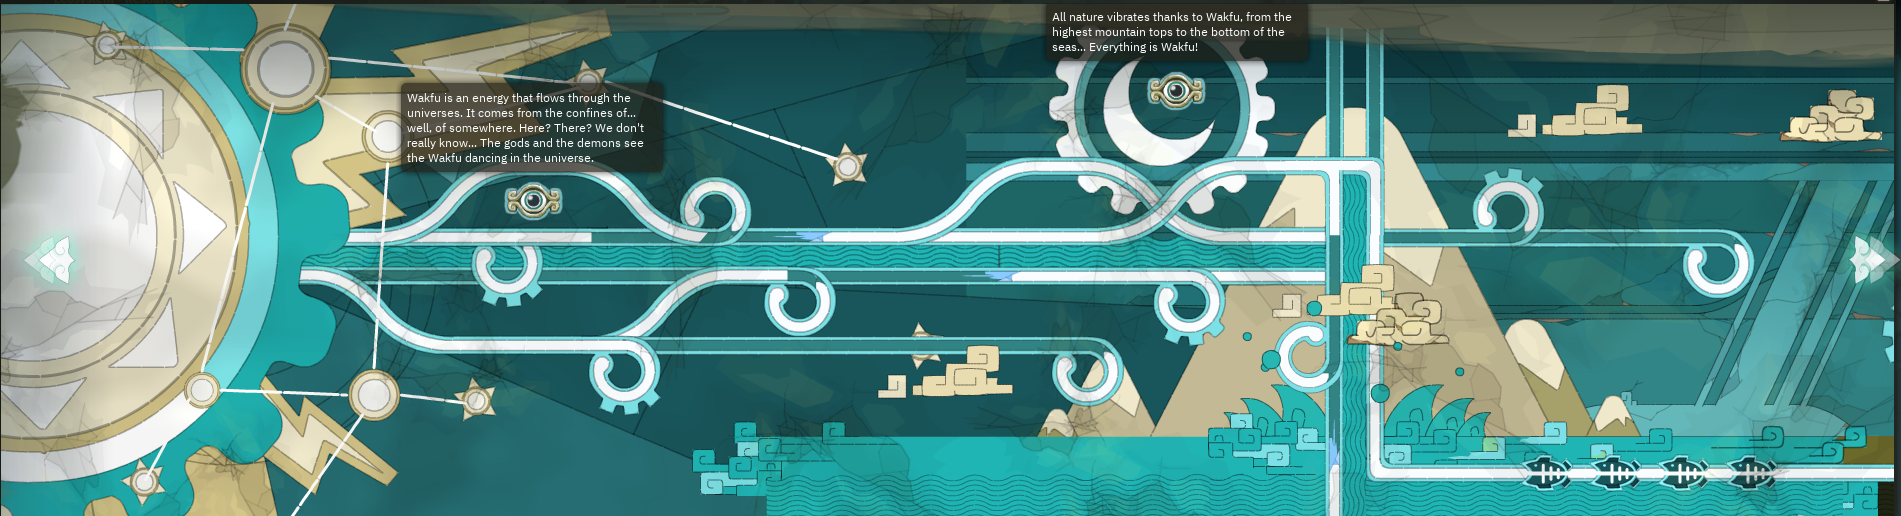 Wakfu is an energy that flows through the
universes. It comes from the confines of...
well, of somewhere. Here? There? We don't
really know... The gods and the demons see
the Wakfu dancing in the universe.
All nature vibrates thanks to Wakfu, from the
highest mountain tops to the bottom of the
seas... Everything is Wakfu!